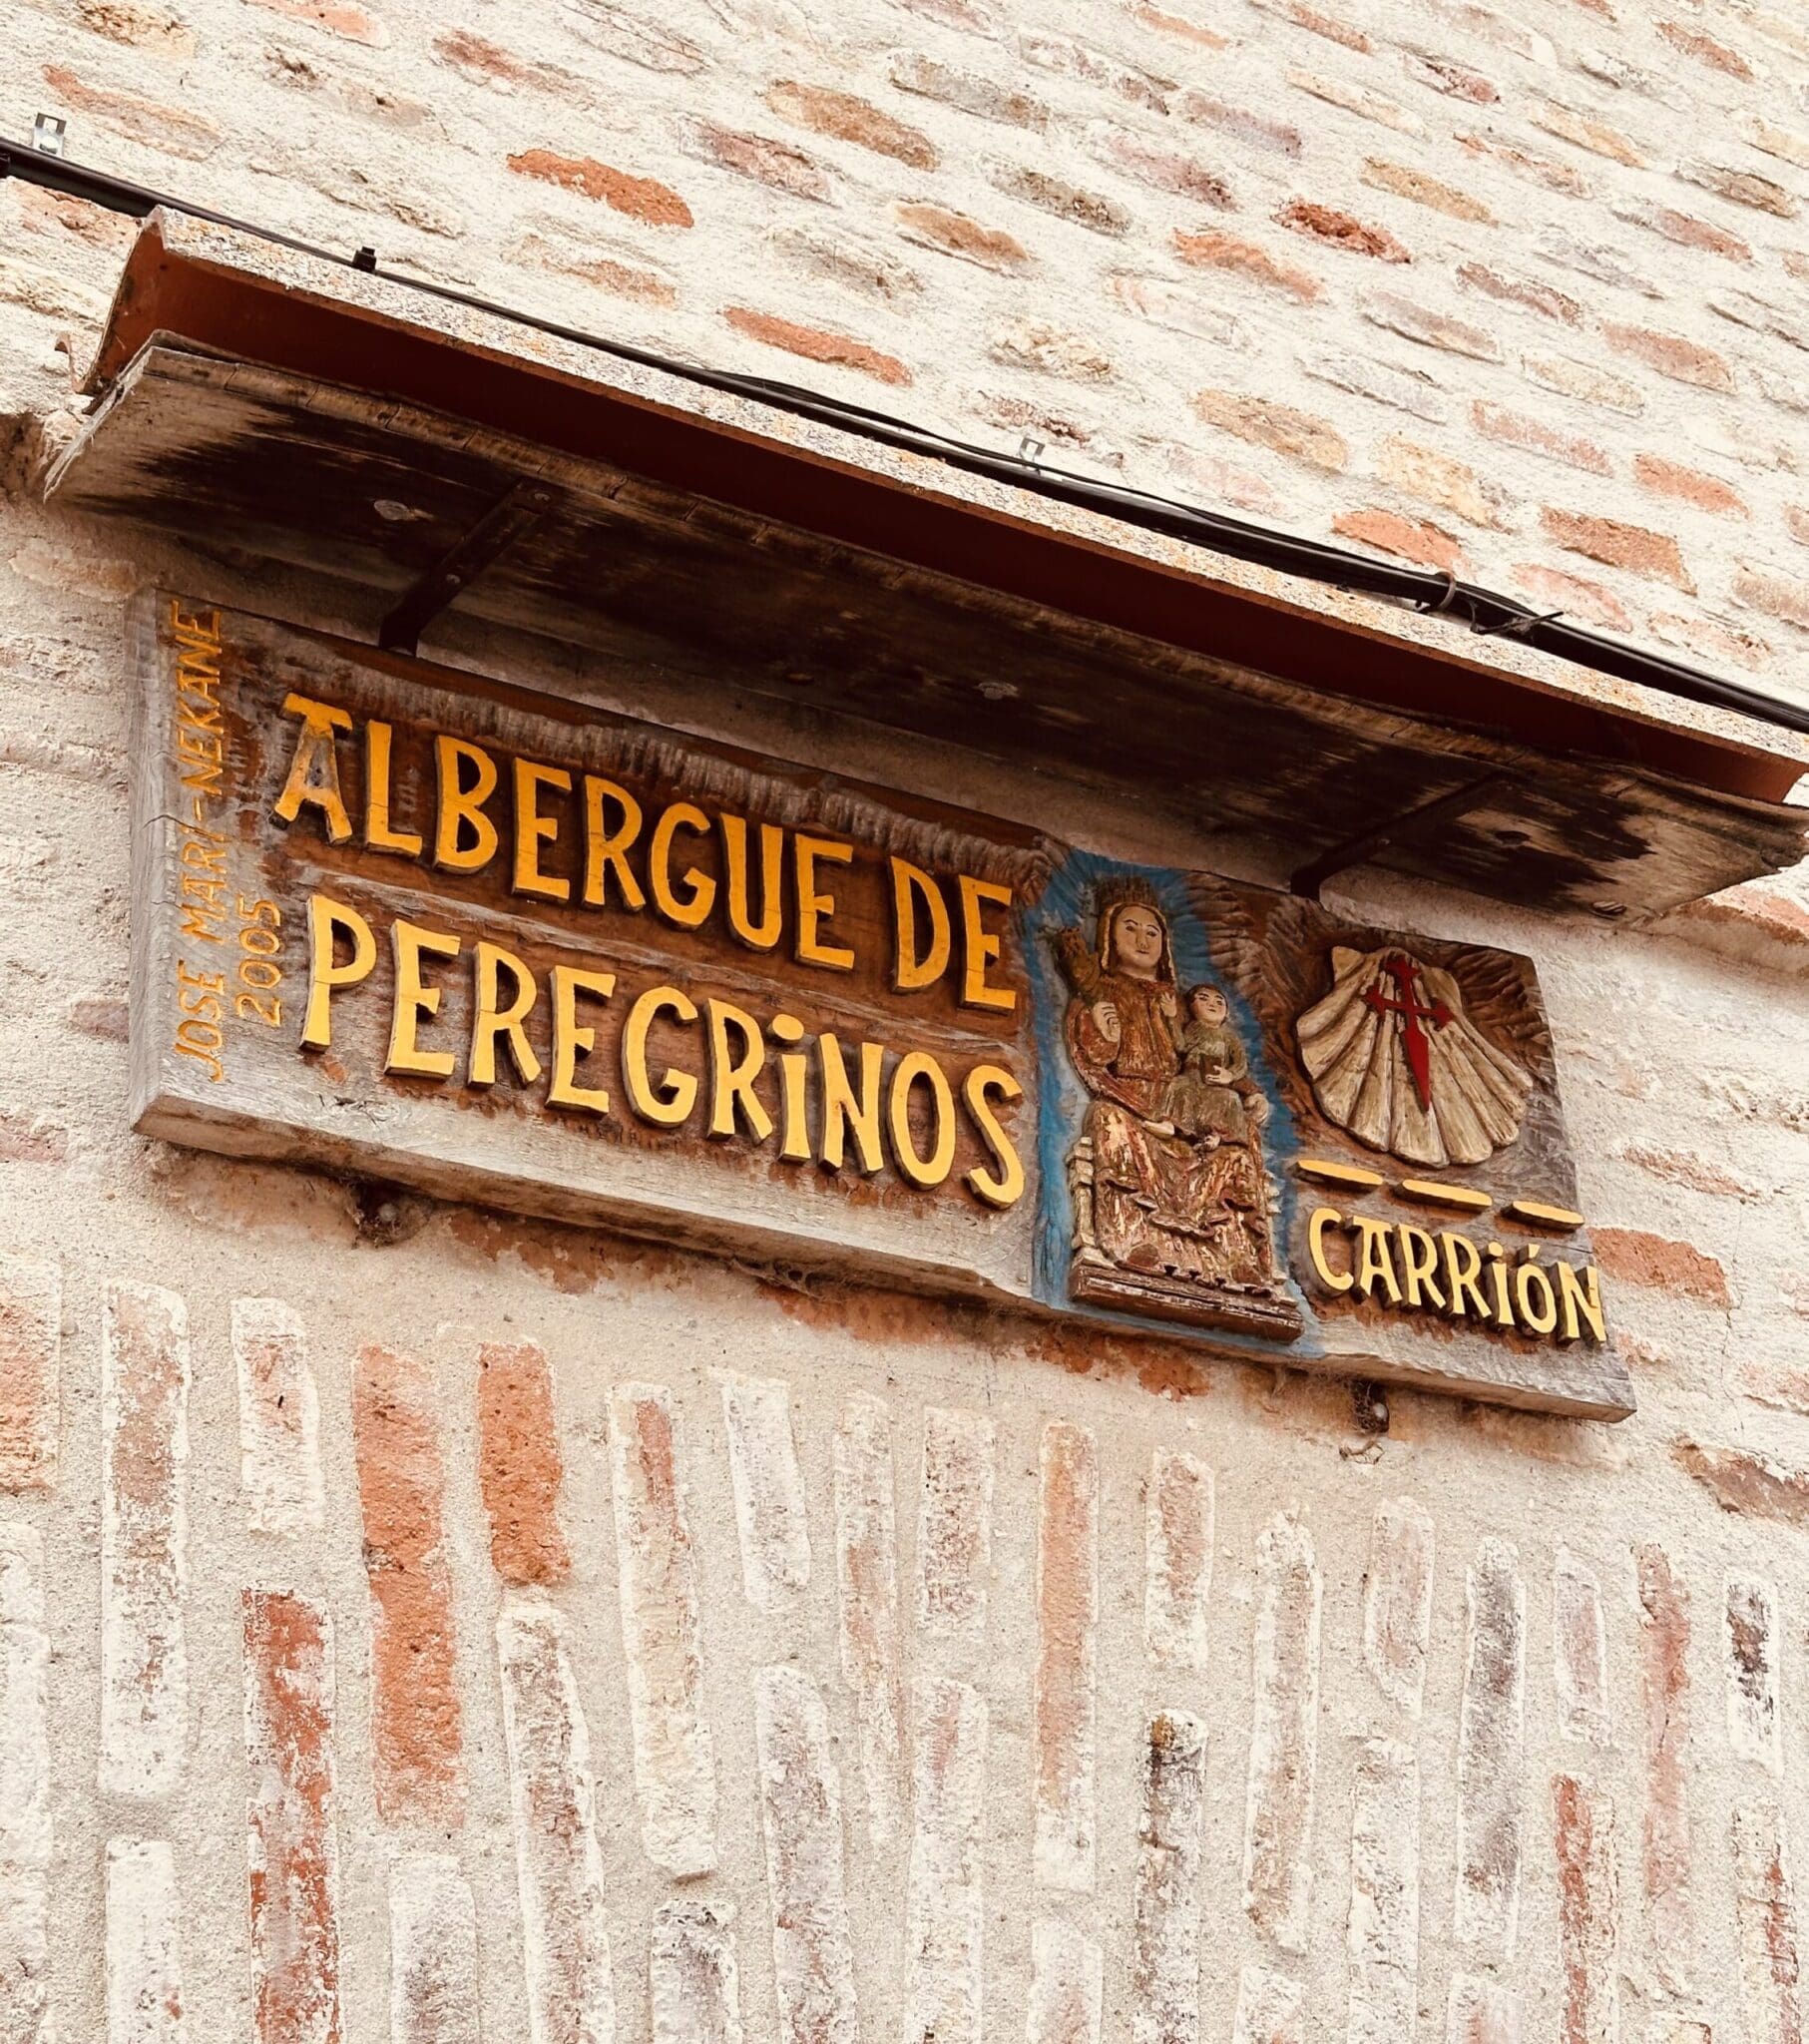 JOSE MARI-NEKANE
2005
ALBERGUE DE
PEREGRiNOS
CARRiÓN